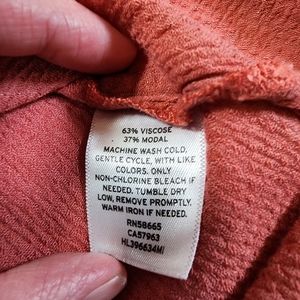 63% VISCOSE
37% MODAL
MACHINE WASH COLD,
GENTLE CYCLE, WITH LIKE
COLORS. ONLY
NON-CHLORINE BLEACH IF
NEEDED. TUMBLE DRY
LOW, REMOVE PROMPTLY.
WARM IRON IF NEEDED.
RN58665
CA57963
HL396634MI